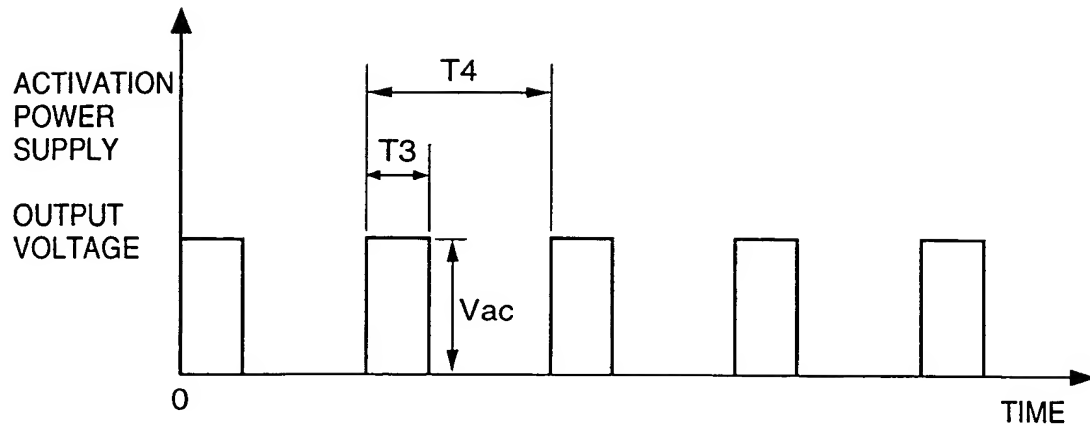 ACTIVATION
POWER
SUPPLY
OUTPUT
VOLTAGE
T4
T3
Vac
0
TIME